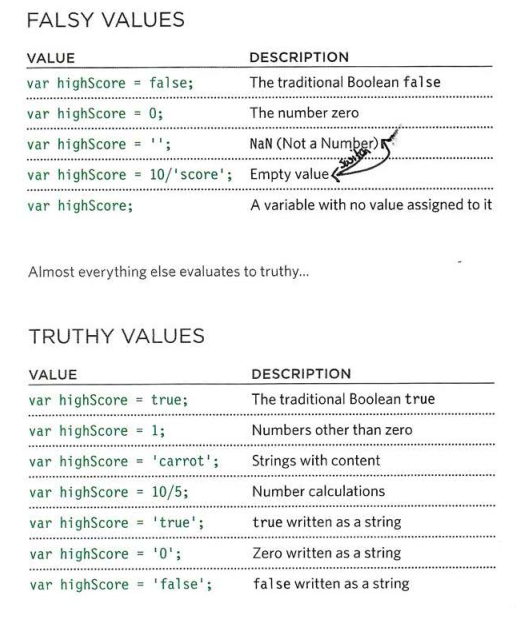 FALSY VALUES
VALUE DESCRIPTION
var highScore = false; The traditional Boolean false
var highScore = 0; The number zero
var highScore = ''; NaN (Not a Number)
var highScore = 10/'score'; Empty value
var highScore; A variable with no value assigned to it
Almost everything else evaluates to truthy...
TRUTHY VALUES
VALUE DESCRIPTION
var highScore = true; The traditional Boolean true
var highScore = 1; Numbers other than zero
var highScore = 'carrot'; Strings with content
var highScore = 10/5; Number calculations
var highScore = 'true'; true written as a string
var highScore = '0'; Zero written as a string
var highScore = 'false'; false written as a string